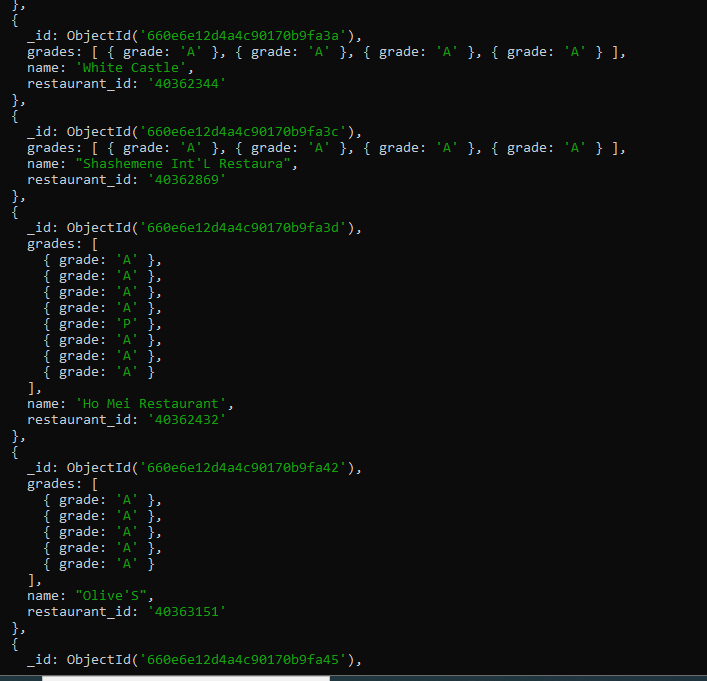 },
{
_id: ObjectId('660e6e12d4a4c90170b9fa3a'),
grades: [ { grade: 'A' }, { grade: 'A' }, { grade: 'A' }, { grade: 'A' } ],
name: 'White Castle',
restaurant_id: '40362344'
},
{
_id: ObjectId('660e6e12d4a4c90170b9fa3c'),
grades: [ { grade: 'A' }, { grade: 'A' }, { grade: 'A' }, { grade: 'A' } ],
name: "Shashemene Int'L Restaura",
restaurant_id: '40362869'
},
{
_id: ObjectId('660e6e12d4a4c90170b9fa3d'),
grades: [
{ grade: 'A' },
{ grade: 'A' },
{ grade: 'A' },
{ grade: 'A' },
{ grade: 'P' },
{ grade: 'A' },
{ grade: 'A' },
{ grade: 'A' }
],
name: 'Ho Mei Restaurant',
restaurant_id: '40362432'
},
{
_id: ObjectId('660e6e12d4a4c90170b9fa42'),
grades: [
{ grade: 'A' },
{ grade: 'A' },
{ grade: 'A' },
{ grade: 'A' },
{ grade: 'A' }
],
name: "Olive'S",
restaurant_id: '40363151'
},
{
_id: ObjectId('660e6e12d4a4c90170b9fa45'),